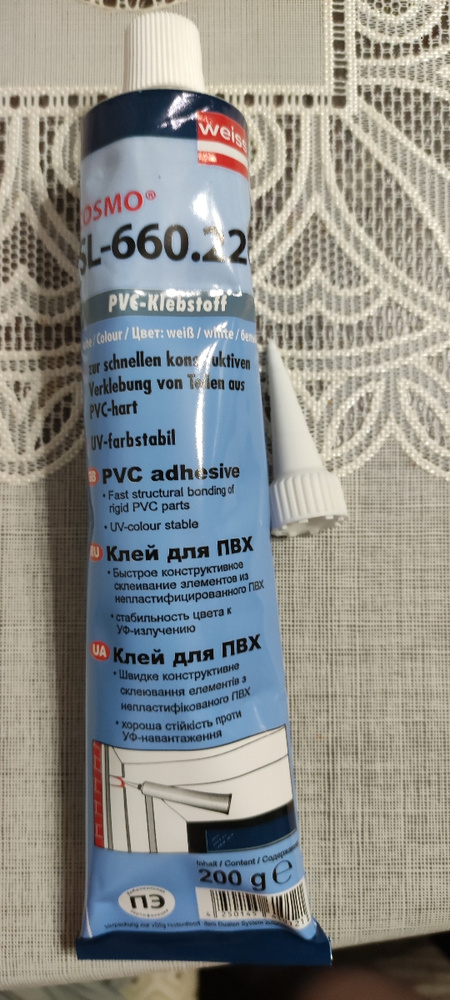 weiss
OSMO®
SL-660.22
PVC-Klebstoff
/ Colour / Цвет: weiß / white /
zur schnellen konstruktiven
Verklebung von Teilen aus
PVC-hart
UV-farbstabil
GB PVC adhesive
• Fast structural bonding of
rigid PVC parts
• UV-colour stable
RU Клей для ПВХ
• Быстрое конструктивное
склеивание элементов из
непластифицированного ПВХ
• стабильность цвета к
УФ-излучению
UA Клей для ПВХ
• Швидке конструктивне
склеювання елементів з
непластифікованого ПВХ
• хороша стійкість проти
УФ-навантаження
Inhalt / Content /
200 g ℮
ПЭ